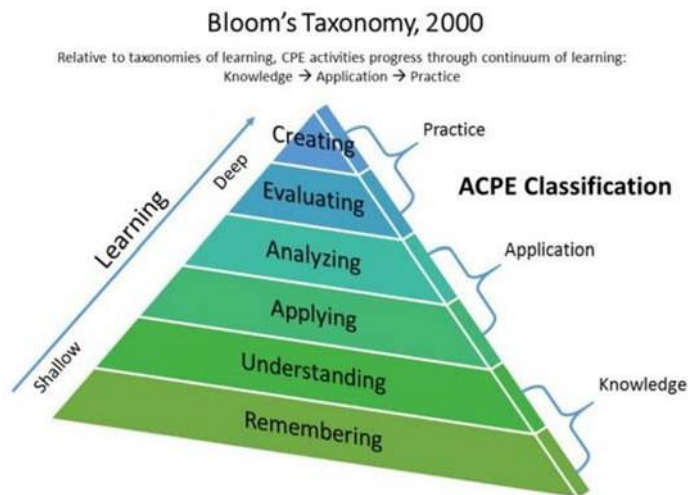 Bloom's Taxonomy, 2000
Relative to taxonomies of learning, CPE activities progress through continuum of learning:
Knowledge → Application → Practice
Creating
Practice
Deep
Evaluating
ACPE Classification
Learning
Analyzing
Application
Applying
Shallow
Understanding
Knowledge
Remembering